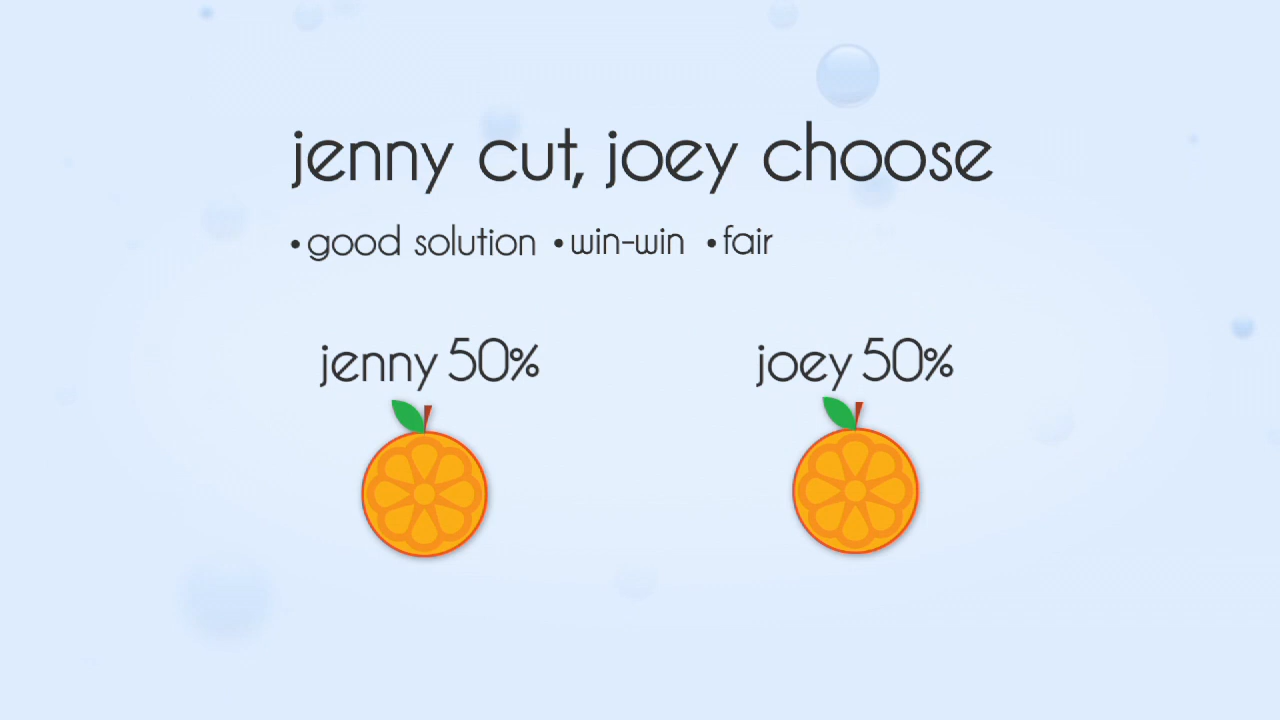 jenny cut, joey choose
•good solution •win-win •fair
jenny 50% joey 50%